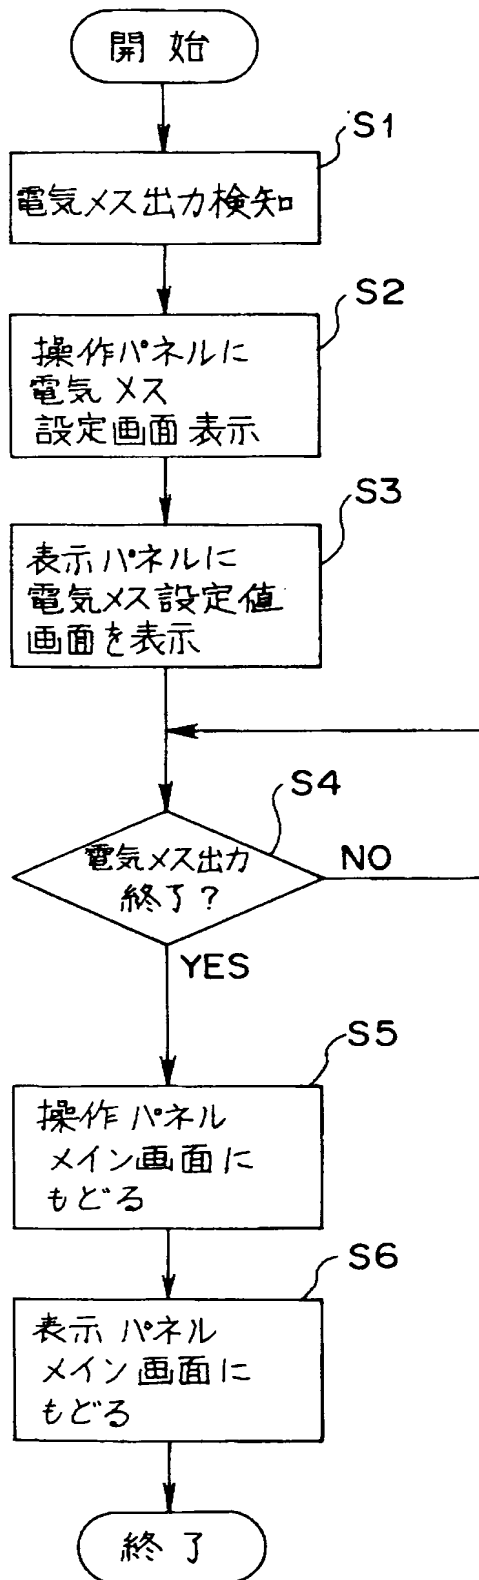 開始
S1
電気メス出力検知
S2
操作パネルに
電気メス
設定画面表示
S3
表示パネルに
電気メス設定値
画面を表示
S4
電気メス出力
終了?
NO
YES
S5
操作パネル
メイン画面に
もどる
S6
表示パネル
メイン画面に
もどる
終了